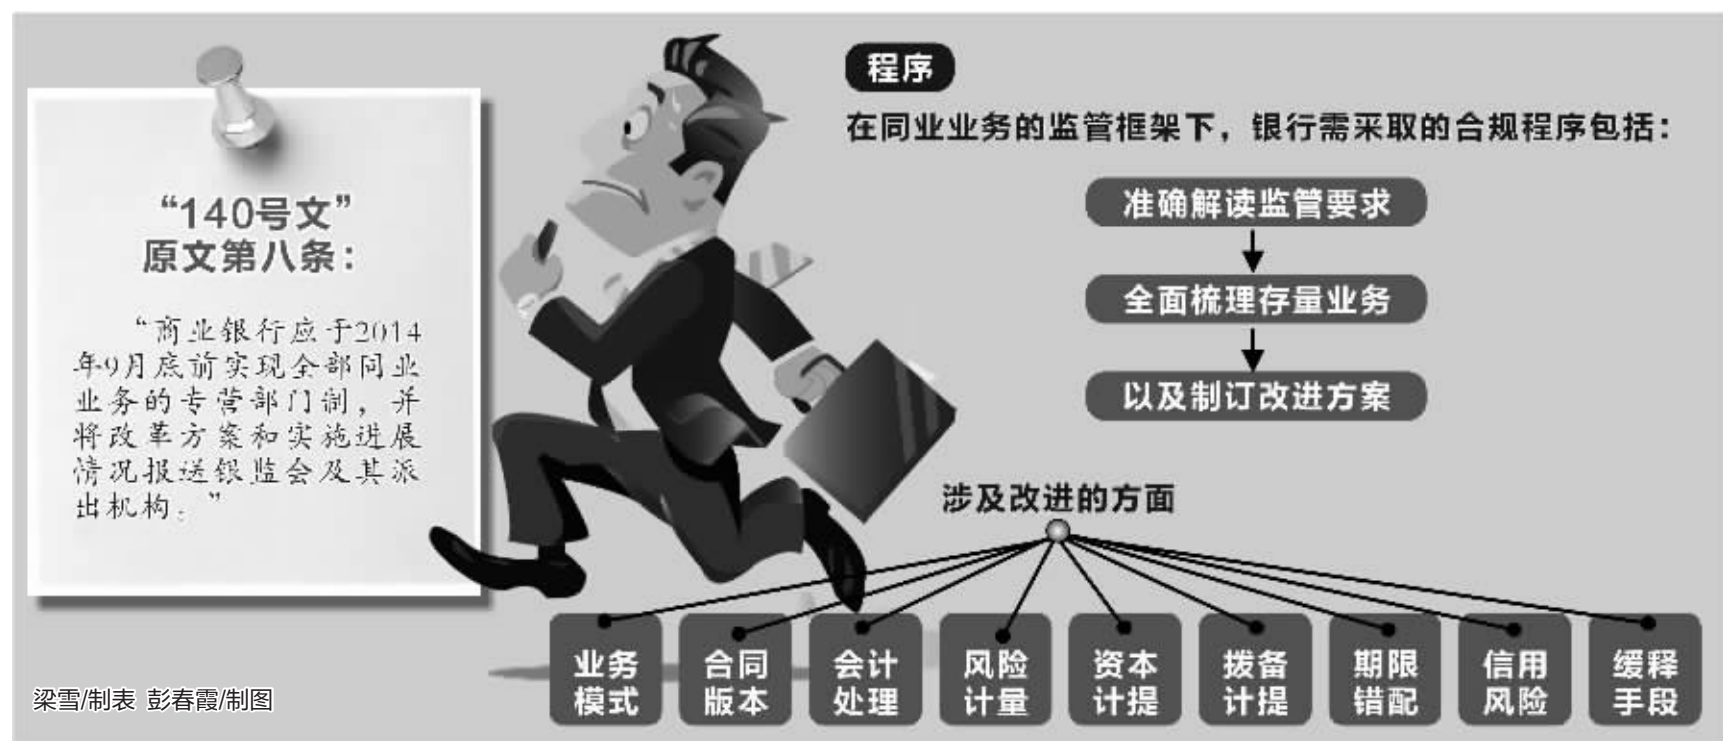 “140号文”
原文第八条：
“商业银行应于2014
年9月底前实现全部同业
业务的专营部门制，并
将改革方案和实施进展
情况报送银监会及其派
出机构。”
程序
在同业业务的监管框架下，银行需采取的合规程序包括：
准确解读监管要求
全面梳理存量业务
以及制订改进方案
涉及改进的方面
业务
模式
合同
版本
会计
处理
风险
计量
资本
计提
拨备
计提
期限
错配
信用
风险
缓释
手段
梁雪/制表 彭春霞/制图